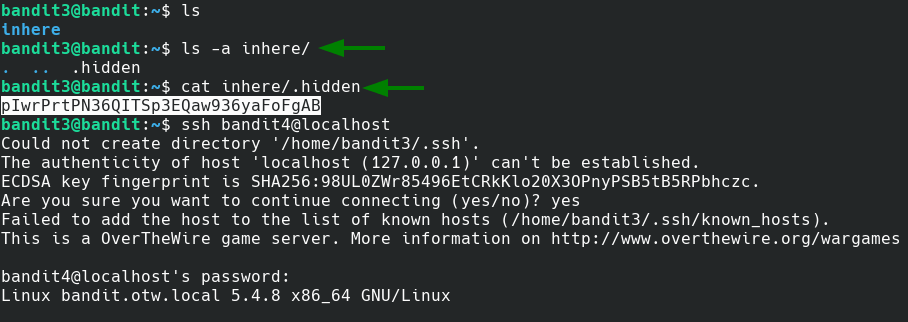 bandit3@bandit:~$ ls
inhere
bandit3@bandit:~$ ls -a inhere/
. .. .hidden
bandit3@bandit:~$ cat inhere/.hidden
pIwrPrtPN36QITSp3EQaw936yaFoFgAB
bandit3@bandit:~$ ssh bandit4@localhost
Could not create directory '/home/bandit3/.ssh'.
The authenticity of host 'localhost (127.0.0.1)' can't be established.
ECDSA key fingerprint is SHA256:98UL0ZWr85496EtCRkKlo20X3OPnyPSB5tB5RPbhczc.
Are you sure you want to continue connecting (yes/no)? yes
Failed to add the host to the list of known hosts (/home/bandit3/.ssh/known_hosts).
This is a OverTheWire game server. More information on http://www.overthewire.org/wargames
bandit4@localhost's password:
Linux bandit.otw.local 5.4.8 x86_64 GNU/Linux